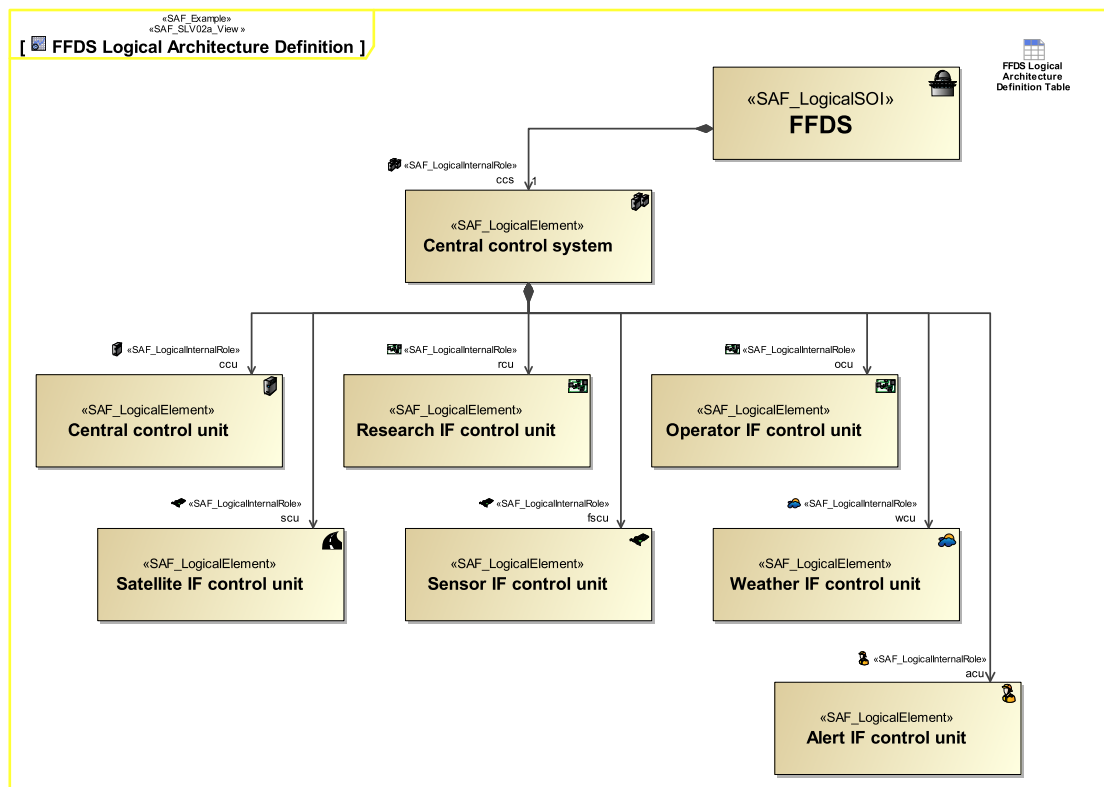 «SAF_Example»
«SAF_SLV02a_View »
[ FFDS Logical Architecture Definition ]
FFDS Logical
Architecture
Definition Table
«SAF_LogicalSOI»
FFDS
«SAF_LogicalInternalRole»
ccs 1
«SAF_LogicalElement»
Central control system
«SAF_LogicalInternalRole»
ccu
«SAF_LogicalElement»
Central control unit
«SAF_LogicalInternalRole»
rcu
«SAF_LogicalElement»
Research IF control unit
«SAF_LogicalInternalRole»
ocu
«SAF_LogicalElement»
Operator IF control unit
«SAF_LogicalInternalRole»
scu
«SAF_LogicalElement»
Satellite IF control unit
«SAF_LogicalInternalRole»
fscu
«SAF_LogicalElement»
Sensor IF control unit
«SAF_LogicalInternalRole»
wcu
«SAF_LogicalElement»
Weather IF control unit
«SAF_LogicalInternalRole»
acu
«SAF_LogicalElement»
Alert IF control unit